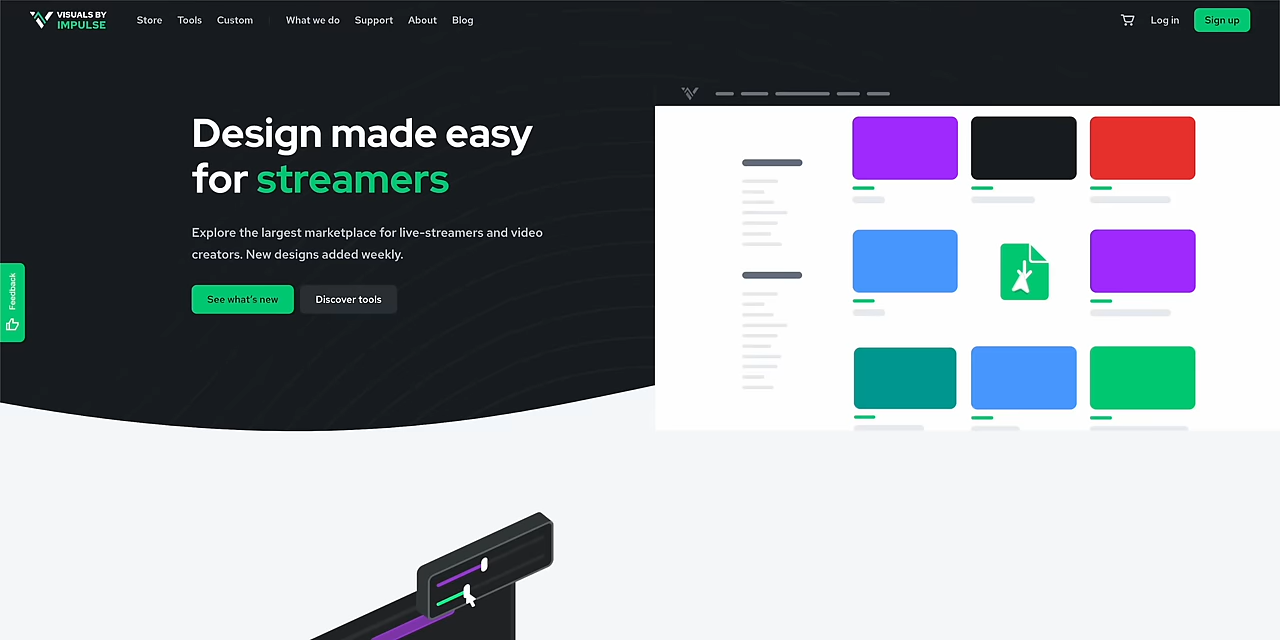 VISUALS BY
IMPULSE
Store
Tools
Custom
What we do
Support
About
Blog
Log in
Sign up
Design made easy
for streamers
Explore the largest marketplace for live-streamers and video
creators. New designs added weekly.
See what's new
Discover tools
Feedback